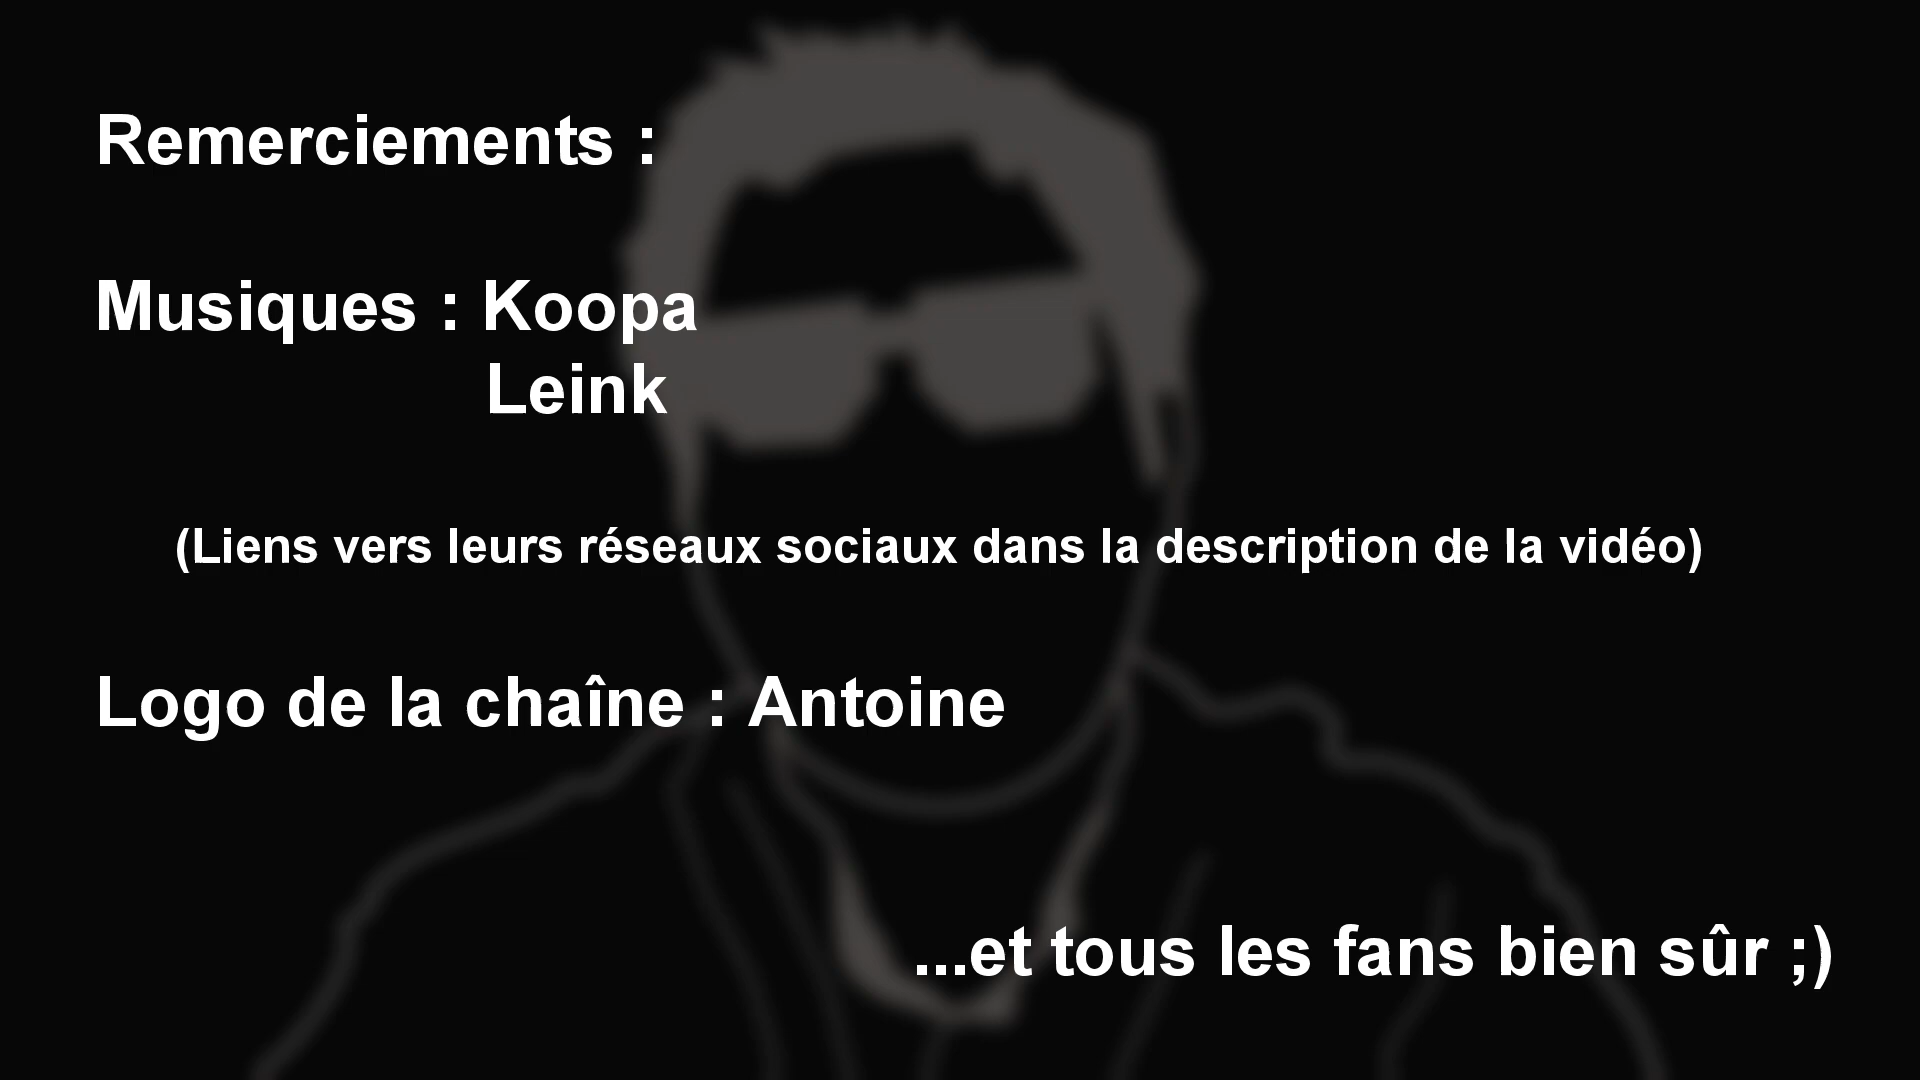 Remerciements :
Musiques : Koopa
Leink
(Liens vers leurs réseaux sociaux dans la description de la vidéo)
Logo de la chaîne : Antoine
...et tous les fans bien sûr ;)